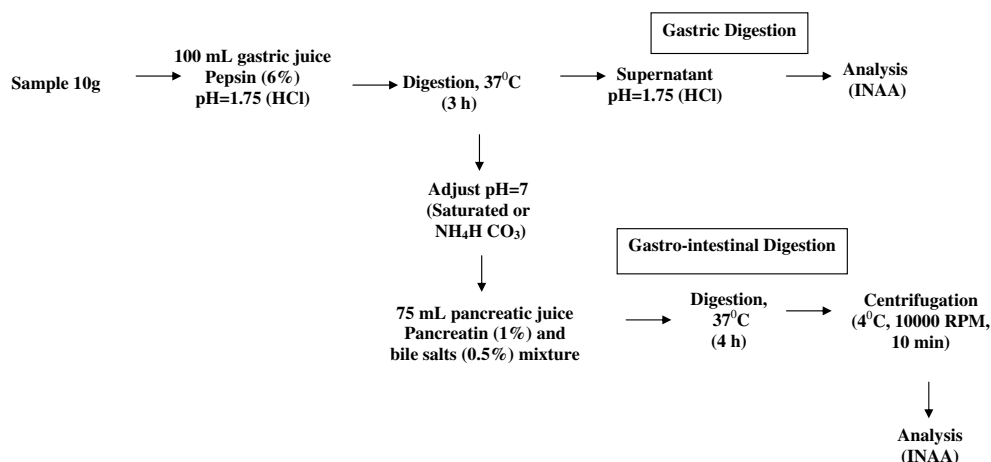 Gastric Digestion
Sample 10g
100 mL gastric juice
Pepsin (6%)
pH=1.75 (HCl)
Digestion, 37⁰C
(3 h)
Supernatant
pH=1.75 (HCl)
Analysis
(INAA)
Adjust pH=7
(Saturated or
NH₄H CO₃)
Gastro-intestinal Digestion
75 mL pancreatic juice
Pancreatin (1%) and
bile salts (0.5%) mixture
Digestion,
37⁰C
(4 h)
Centrifugation
(4⁰C, 10000 RPM,
10 min)
Analysis
(INAA)